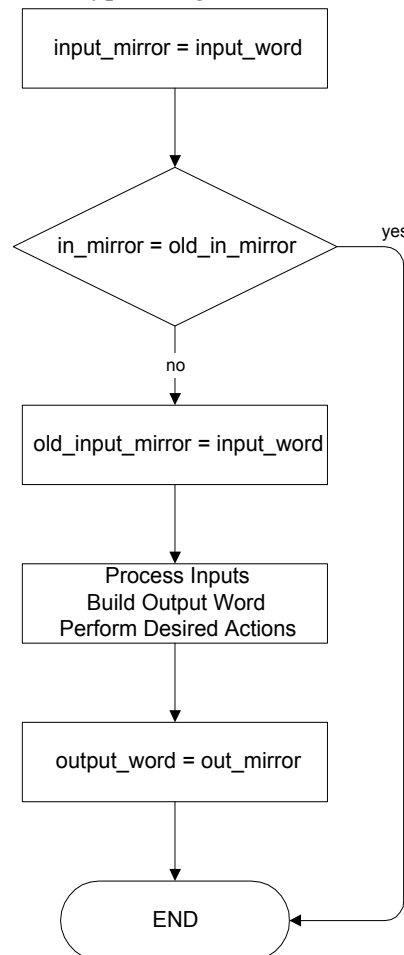 input_mirror = input_word
in_mirror = old_in_mirror
yes
no
old_input_mirror = input_word
Process Inputs
Build Output Word
Perform Desired Actions
output_word = out_mirror
END